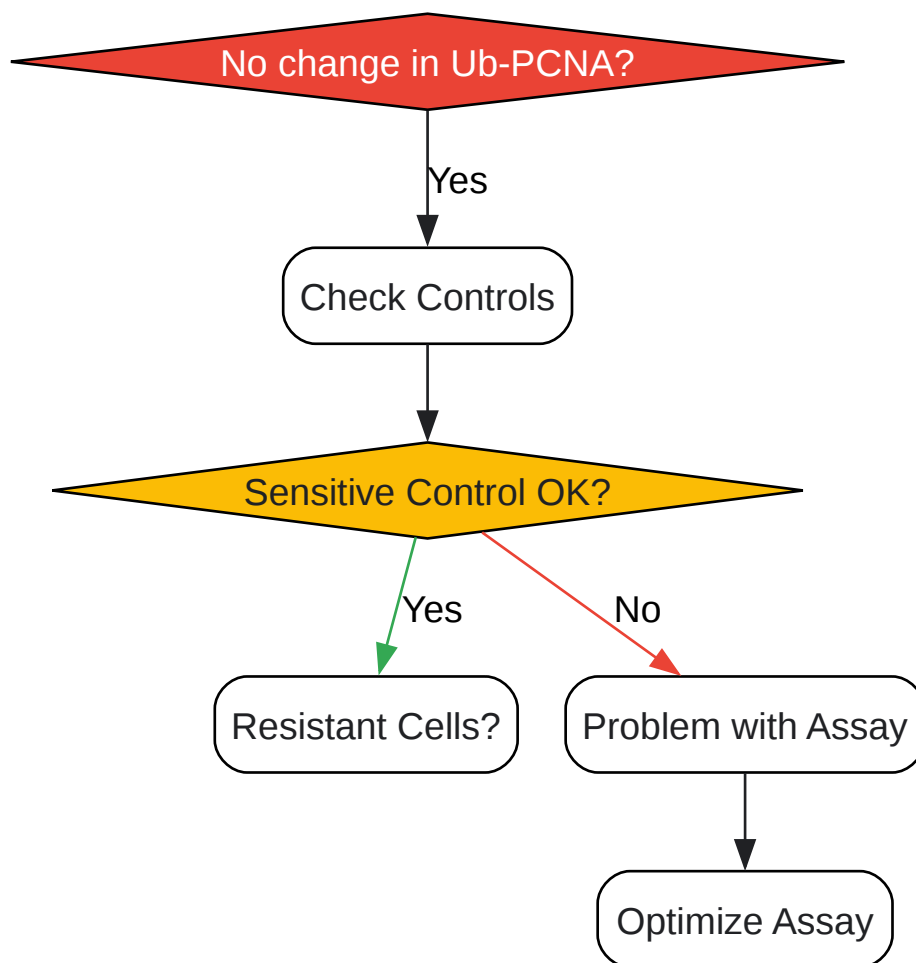 No change in Ub-PCNA?
Yes
Check Controls
Sensitive Control OK?
Yes
No
Resistant Cells?
Problem with Assay
Optimize Assay